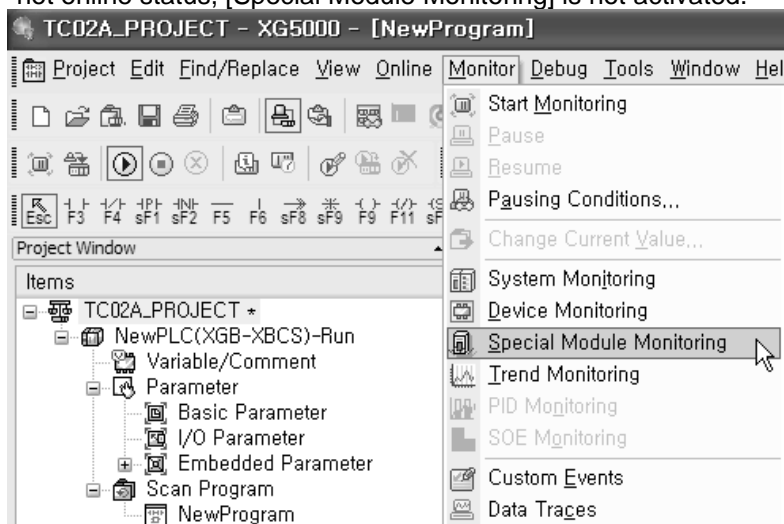 not online status, [Special Module Monitoring] is not activated.
TC02A_PROJECT - XG5000 - [NewProgram]
Project Edit Find/Replace View Online Monitor Debug Tools Window Hel
Start Monitoring
Pause
Resume
Esc F3 F4 sF1 sF2 F5 F6 sF8 sF9 F9 F11 sF
Pausing Conditions...
Project Window
Change Current Value...
Items
System Monitoring
TC02A_PROJECT *
Device Monitoring
NewPLC(XGB-XBCS)-Run
Special Module Monitoring
Variable/Comment
Trend Monitoring
Parameter
PID Monitoring
Basic Parameter
SOE Monitoring
I/O Parameter
Embedded Parameter
Custom Events
Scan Program
Data Traces
NewProgram